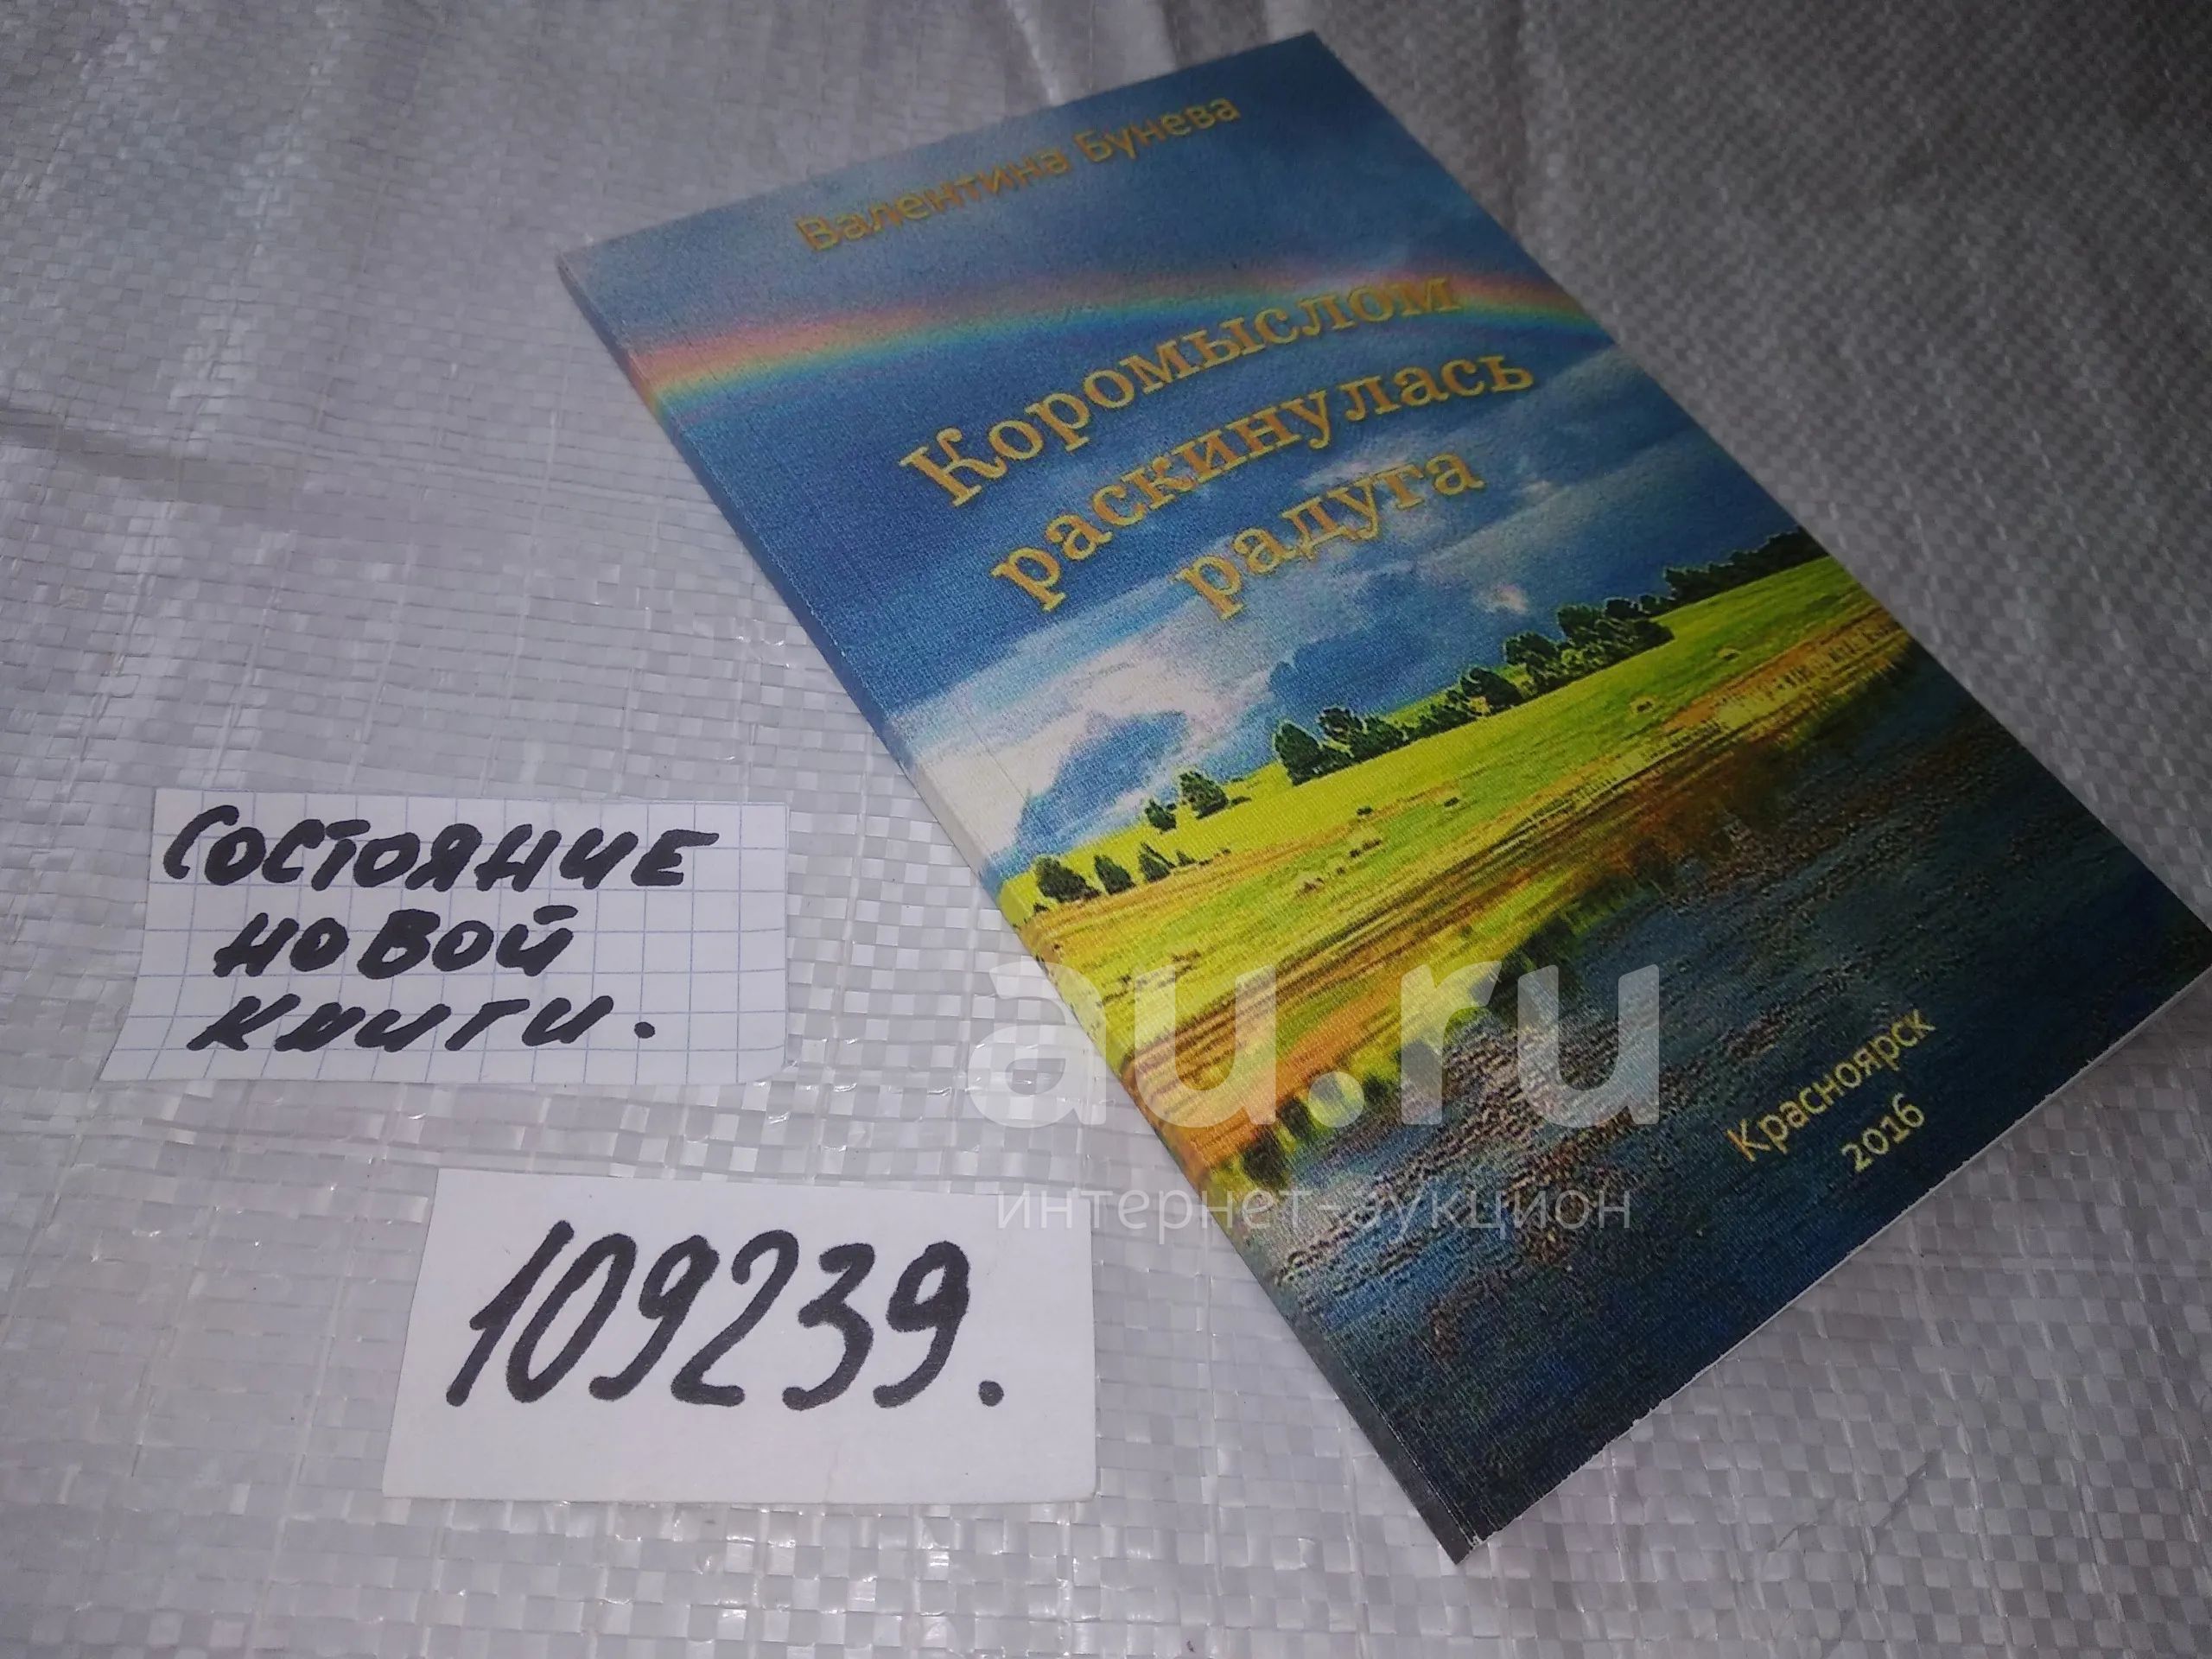 Валентина Бунева
Коромыслом
раскинулась
радуга
Красноярск
2016
состояние
новой
книги.
109239.
au.ru
интернет-аукцион